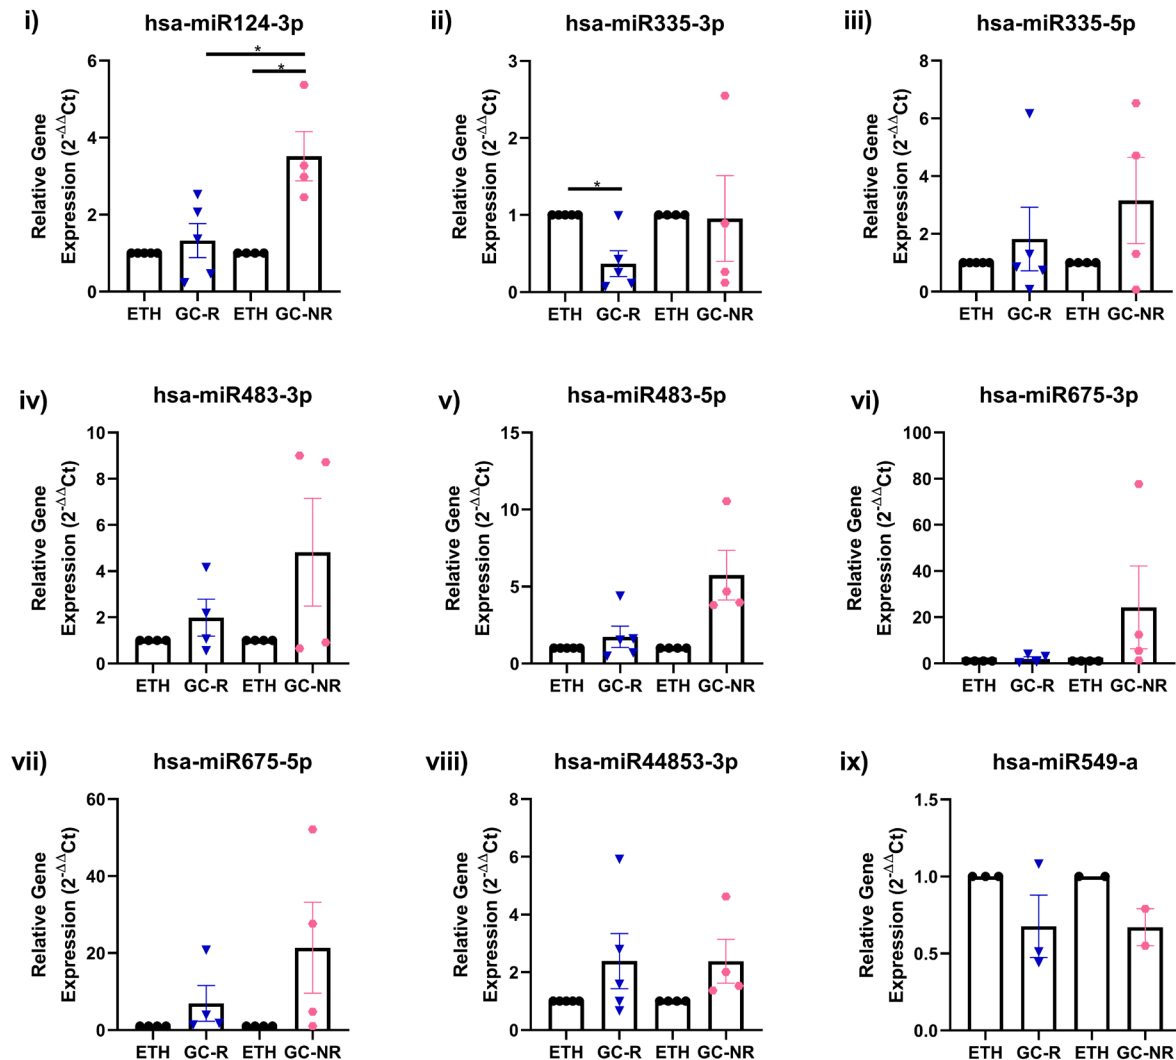 i) hsa-miR124-3p
Relative Gene
Expression (2^-ΔΔCt)
6
4
2
0
*
*
ETH GC-R ETH GC-NR
ii) hsa-miR335-3p
Relative Gene
Expression (2^-ΔΔCt)
3
2
1
0
*
ETH GC-R ETH GC-NR
iii) hsa-miR335-5p
Relative Gene
Expression (2^-ΔΔCt)
8
6
4
2
0
ETH GC-R ETH GC-NR
iv) hsa-miR483-3p
Relative Gene
Expression (2^-ΔΔCt)
10
8
6
4
2
0
ETH GC-R ETH GC-NR
v) hsa-miR483-5p
Relative Gene
Expression (2^-ΔΔCt)
15
10
5
0
ETH GC-R ETH GC-NR
vi) hsa-miR675-3p
Relative Gene
Expression (2^-ΔΔCt)
100
80
60
40
20
0
ETH GC-R ETH GC-NR
vii) hsa-miR675-5p
Relative Gene
Expression (2^-ΔΔCt)
60
40
20
0
ETH GC-R ETH GC-NR
viii) hsa-miR44853-3p
Relative Gene
Expression (2^-ΔΔCt)
8
6
4
2
0
ETH GC-R ETH GC-NR
ix) hsa-miR549-a
Relative Gene
Expression (2^-ΔΔCt)
1.5
1.0
0.5
0.0
ETH GC-R ETH GC-NR